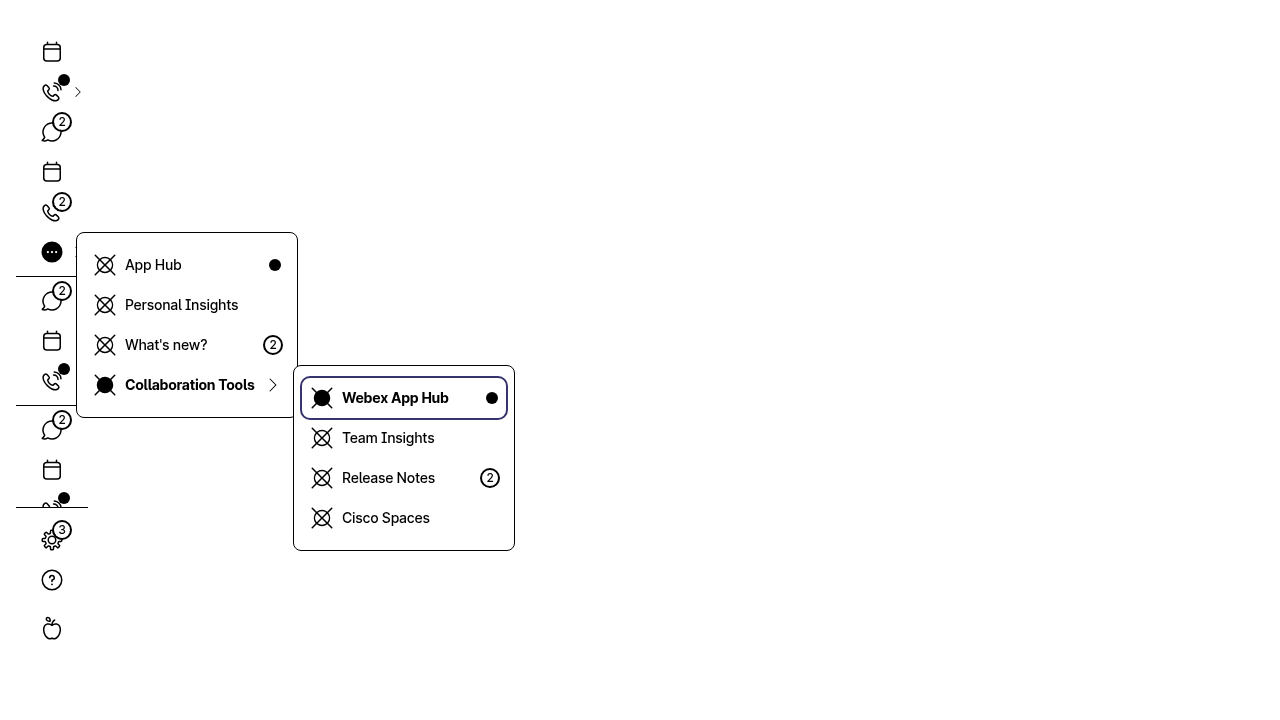 2
2
App Hub
2
Personal Insights
What's new?
2
Collaboration Tools
Webex App Hub
2
Team Insights
Release Notes
2
Cisco Spaces
3